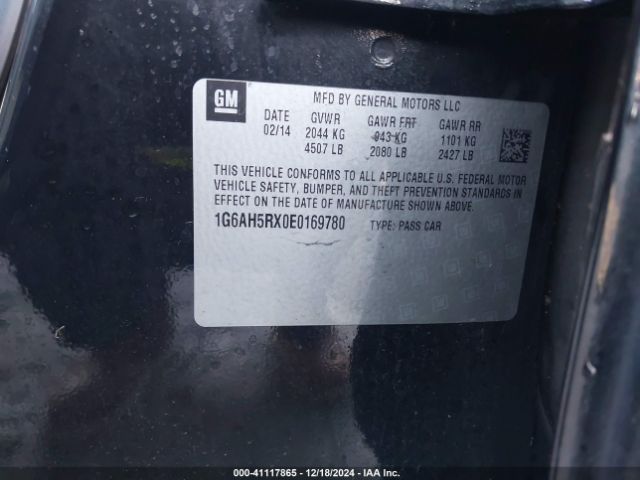 GM
MFD BY GENERAL MOTORS LLC
DATE GVWR GAWR FRT GAWR RR
02/14 2044 KG 943 KG 1101 KG
4507 LB 2080 LB 2427 LB
THIS VEHICLE CONFORMS TO ALL APPLICABLE U.S. FEDERAL MOTOR
VEHICLE SAFETY, BUMPER, AND THEFT PREVENTION STANDARDS IN
EFFECT ON THE DATE OF MANUFACTURE SHOWN ABOVE.
1G6AH5RX0E0169780 TYPE: PASS CAR
000-41117865 - 12/18/2024 - IAA Inc.